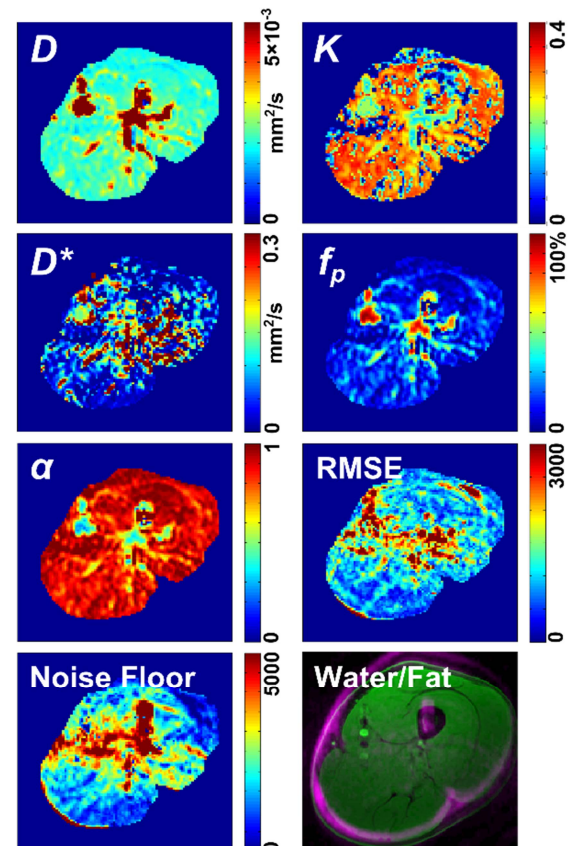 D
5×10⁻³
mm²/s
0
K
0.4
0
D*
0.3
mm²/s
0
fₚ
100%
0
α
1
0
RMSE
3000
0
Noise Floor
5000
0
Water/Fat